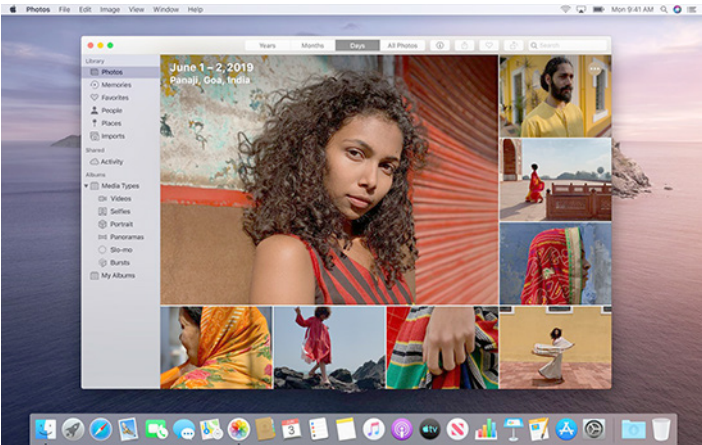 Photos File Edit Image View Window Help Mon 9:41 AM
Years Months Days All Photos Search
Library
Photos
Memories
Favorites
People
Places
Imports
Shared
Activity
Albums
Media Types
Videos
Selfies
Portrait
Panoramas
Slo-mo
Bursts
My Albums
June 1 – 2, 2019
Panaji, Goa, India
3
tv